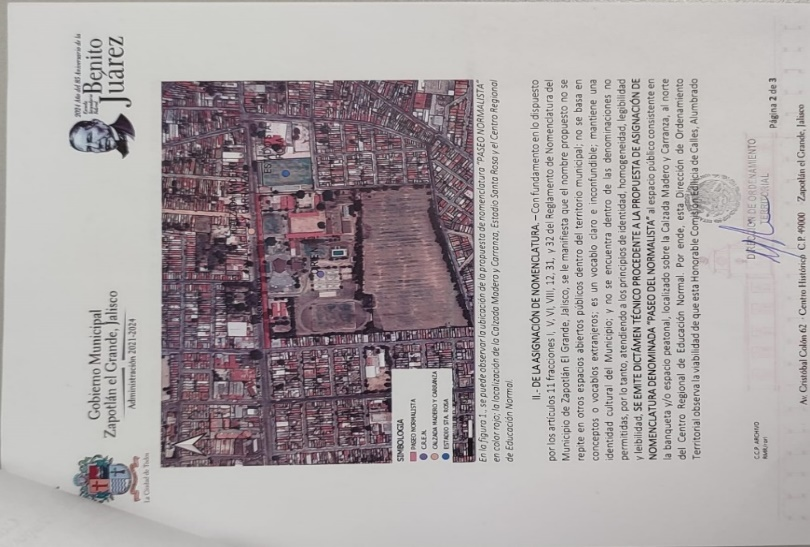 La Ciudad de Todos
Gobierno Municipal
Zapotlán el Grande, Jalisco
Administración 2021-2024
2021 Año del
Benito
Juárez
SIMBOLOGIA
PASEO NORMALISTA
C.R.E.N.
CALZADA MADERO Y CARRANZA
ESTADIO STA. ROSA
En la figura 1., se puede observar la ubicación de la propuesta de nomenclatura "PASEO NORMALISTA"
en color rojo; la localización de la Calzada Madero y Carranza, Estadio Santa Rosa y el Centro Regional
de Educación Normal.
II.- DE LA ASIGNACIÓN DE NOMENCLATURA. – Con fundamento en lo dispuesto
por los artículos 11 fracciones I, V, VI, VIII, 12, 31, y 32 del Reglamento de Nomenclatura del
Municipio de Zapotlán El Grande, Jalisco, se le manifiesta que el nombre propuesto no se
repite en otros espacios abiertos públicos dentro del territorio municipal; no se basa en
conceptos o vocablos extranjeros; es un vocablo claro e inconfundible; mantiene una
identidad cultural del Municipio; y no se encuentra dentro de las denominaciones no
permitidas, por lo tanto, atendiendo a los principios de identidad, homogeneidad, legibilidad
y lebilidad, SE EMITE DICTÁMEN TÉCNICO PROCEDENTE A LA PROPUESTA DE ASIGNACIÓN DE
NOMENCLATURA DENOMINADA "PASEO DEL NORMALISTA" al espacio público consistente en
la banqueta y/o espacio peatonal, localizado sobre la Calzada Madero y Carranza, al norte
del Centro Regional de Educación Normal. Por ende, esta Dirección de Ordenamiento
Territorial observa la viabilidad de que esta Honorable Comisión Edilicia de Calles, Alumbrado
DE ORDENAMIENTO
TERRITORIAL
C.C.P. ARCHIVO
Página 2 de 3
Av. Cristóbal Colón 62 · Centro Histórico C.P. 49000 · Zapotlán el Grande, Jalisco